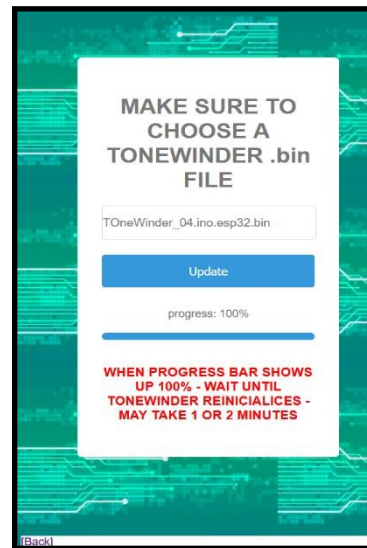 MAKE SURE TO
CHOOSE A
TONEWINDER .bin
FILE
TOneWinder_04.ino.esp32.bin
Update
progress: 100%
WHEN PROGRESS BAR SHOWS
UP 100% - WAIT UNTIL
TONEWINDER REINICIALICES -
MAY TAKE 1 OR 2 MINUTES
[Back]